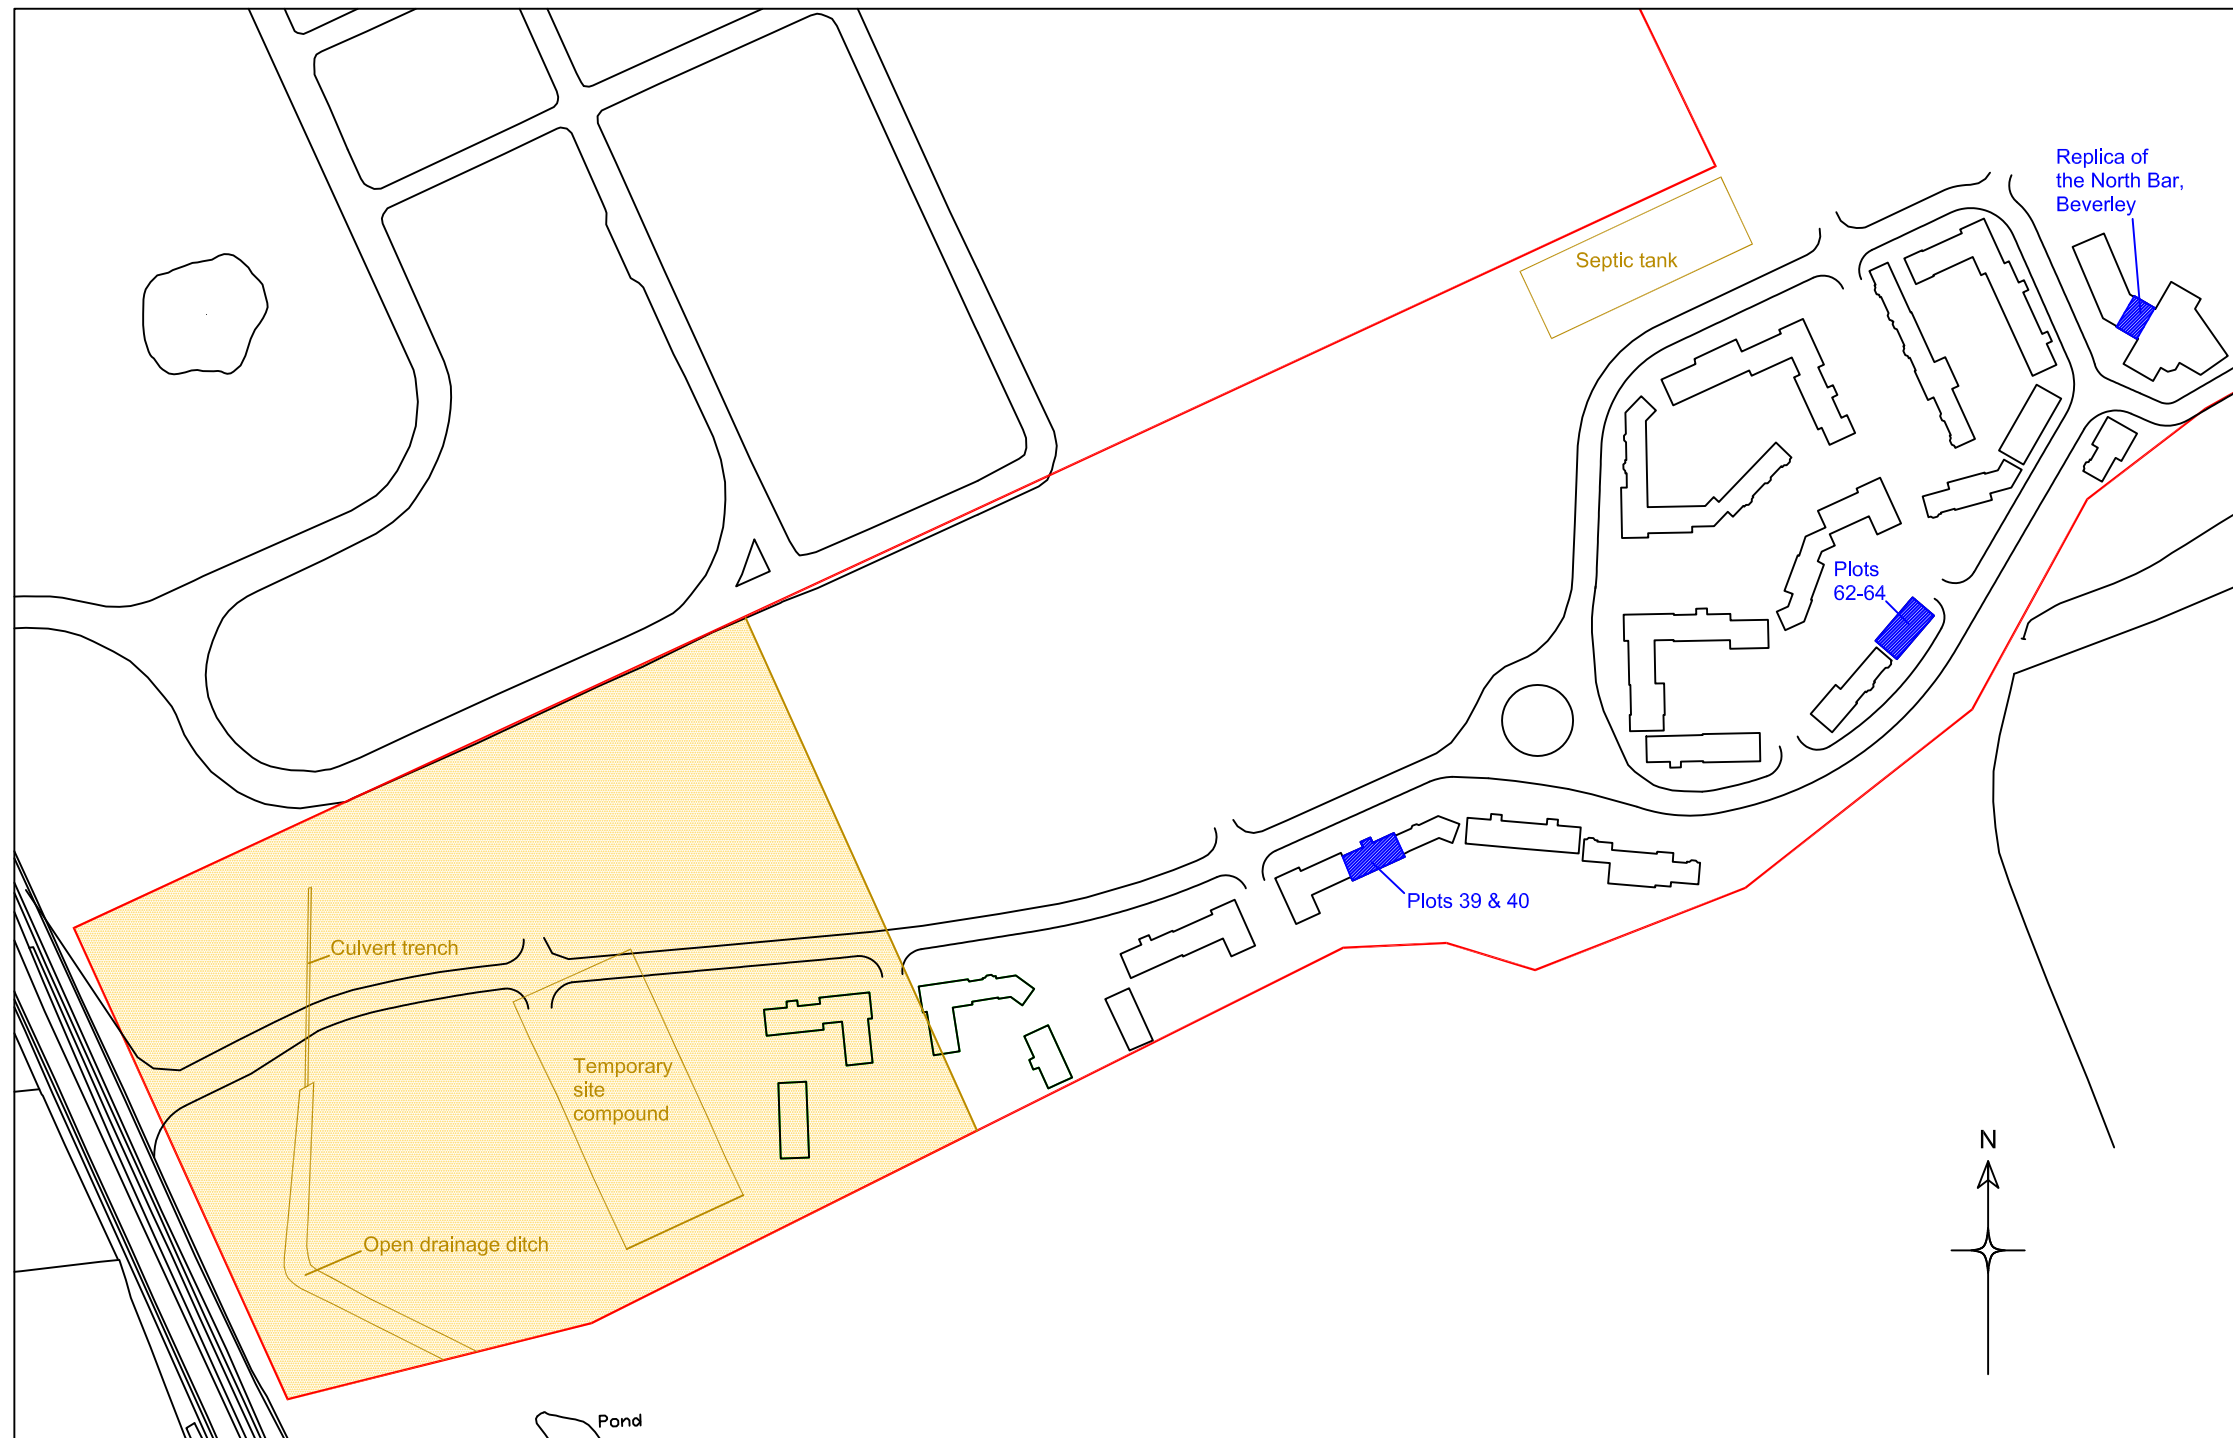 Replica of
the North Bar,
Beverley
Septic tank
Plots
62-64
Plots 39 & 40
Culvert trench
Temporary
site
compound
Open drainage ditch
N
Pond